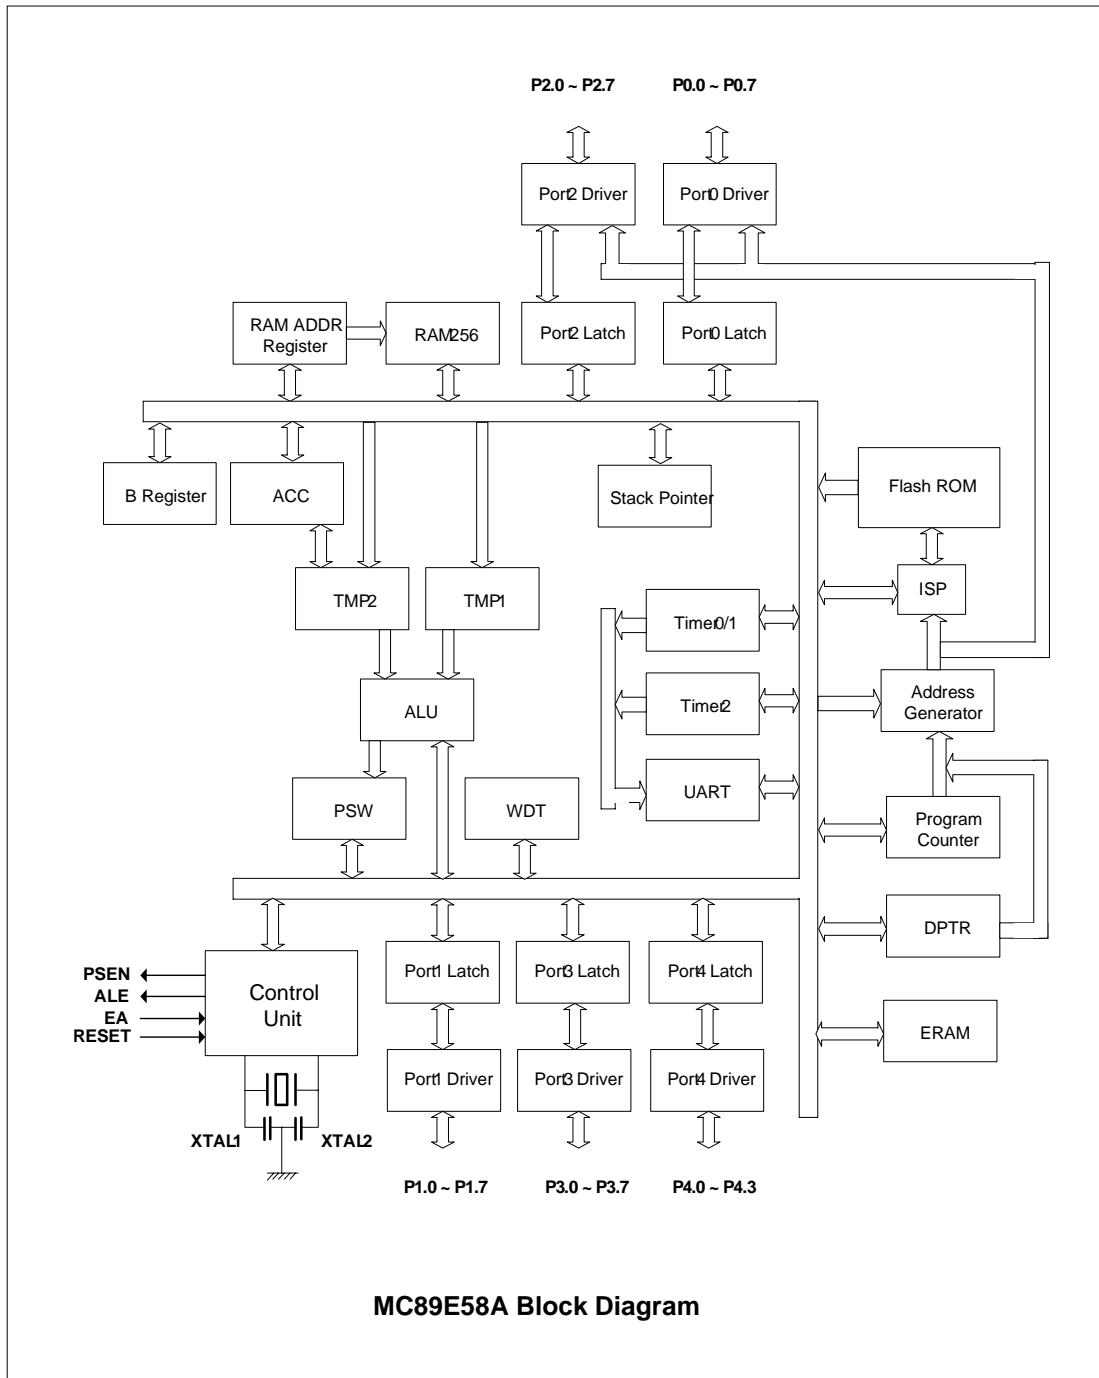 P2.0 ~ P2.7
P0.0 ~ P0.7
Port2 Driver
Port0 Driver
RAM ADDR
Register
RAM256
Port2 Latch
Port0 Latch
B Register
ACC
Stack Pointer
Flash ROM
TMP2
TMP1
ISP
Timer0/1
ALU
Timer2
Address
Generator
PSW
WDT
UART
Program
Counter
DPTR
PSEN
ALE
EA
RESET
Control
Unit
Port1 Latch
Port3 Latch
Port4 Latch
ERAM
Port1 Driver
Port3 Driver
Port4 Driver
XTAL1
XTAL2
P1.0 ~ P1.7
P3.0 ~ P3.7
P4.0 ~ P4.3
MC89E58A Block Diagram